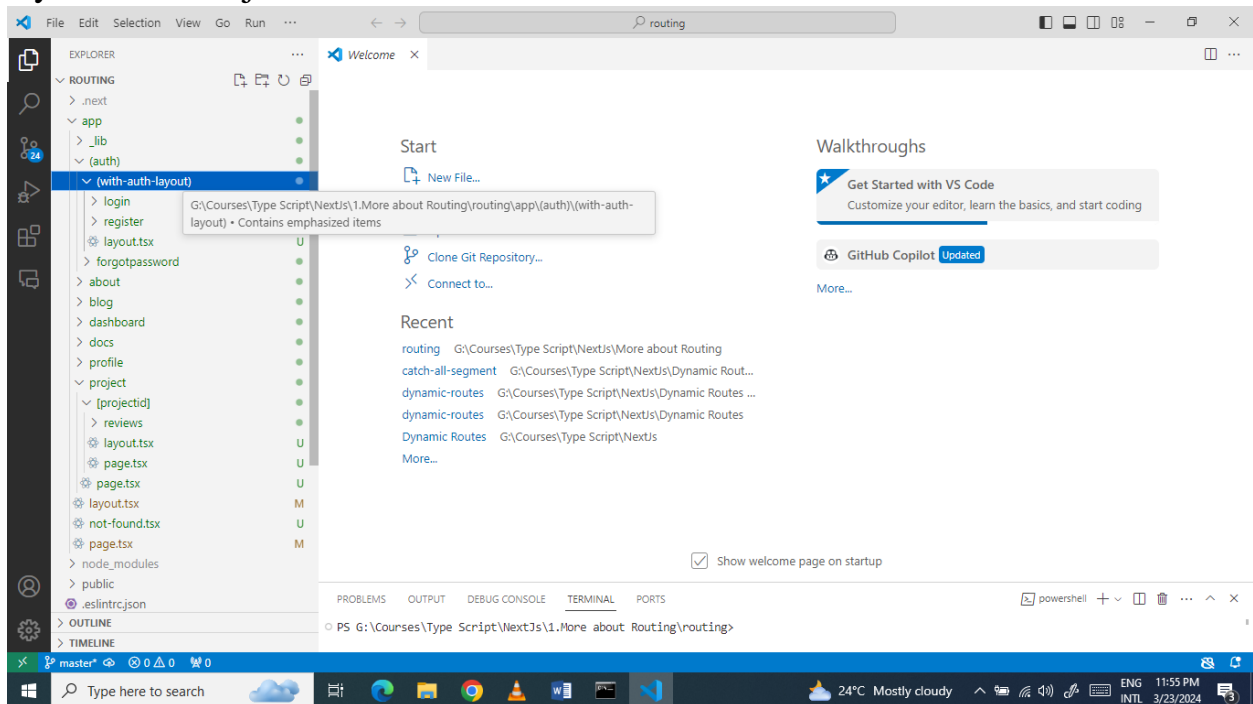 File Edit Selection View Go Run ···
routing
EXPLORER
Welcome
ROUTING
.next
app
_lib
(auth)
(with-auth-layout)
login
register
layout.tsx U
forgotpassword
about
blog
dashboard
docs
profile
project
[projectid]
reviews
layout.tsx U
page.tsx U
page.tsx U
layout.tsx M
not-found.tsx U
page.tsx M
node_modules
public
.eslintrc.json
OUTLINE
TIMELINE
24
G:\Courses\Type Script\NextJs\1.More about Routing\routing\app\(auth)\(with-auth-
layout) • Contains emphasized items
Start
New File...
Clone Git Repository...
Connect to...
Recent
routing G:\Courses\Type Script\NextJs\More about Routing
catch-all-segment G:\Courses\Type Script\NextJs\Dynamic Rout...
dynamic-routes G:\Courses\Type Script\NextJs\Dynamic Routes ...
dynamic-routes G:\Courses\Type Script\NextJs\Dynamic Routes
Dynamic Routes G:\Courses\Type Script\NextJs
More...
Walkthroughs
Get Started with VS Code
Customize your editor, learn the basics, and start coding
GitHub Copilot Updated
More...
Show welcome page on startup
PROBLEMS OUTPUT DEBUG CONSOLE TERMINAL PORTS
powershell
PS G:\Courses\Type Script\NextJs\1.More about Routing\routing>
master* 0 0 0
Type here to search
24°C Mostly cloudy
ENG
INTL
11:55 PM
3/23/2024
3